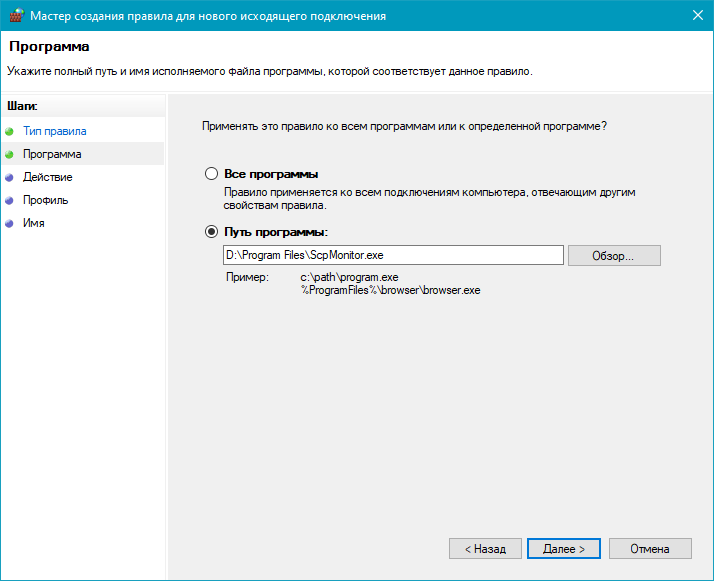 Мастер создания правила для нового исходящего подключения
Программа
Укажите полный путь и имя исполняемого файла программы, которой соответствует данное правило.
Шаги:
Тип правила
Программа
Действие
Профиль
Имя
Применять это правило ко всем программам или к определенной программе?
Все программы
Правило применяется ко всем подключениям компьютера, отвечающим другим
свойствам правила.
Путь программы:
D:\Program Files\ScpMonitor.exe
Обзор...
Пример: c:\path\program.exe
%ProgramFiles%\browser\browser.exe
< Назад Далее > Отмена